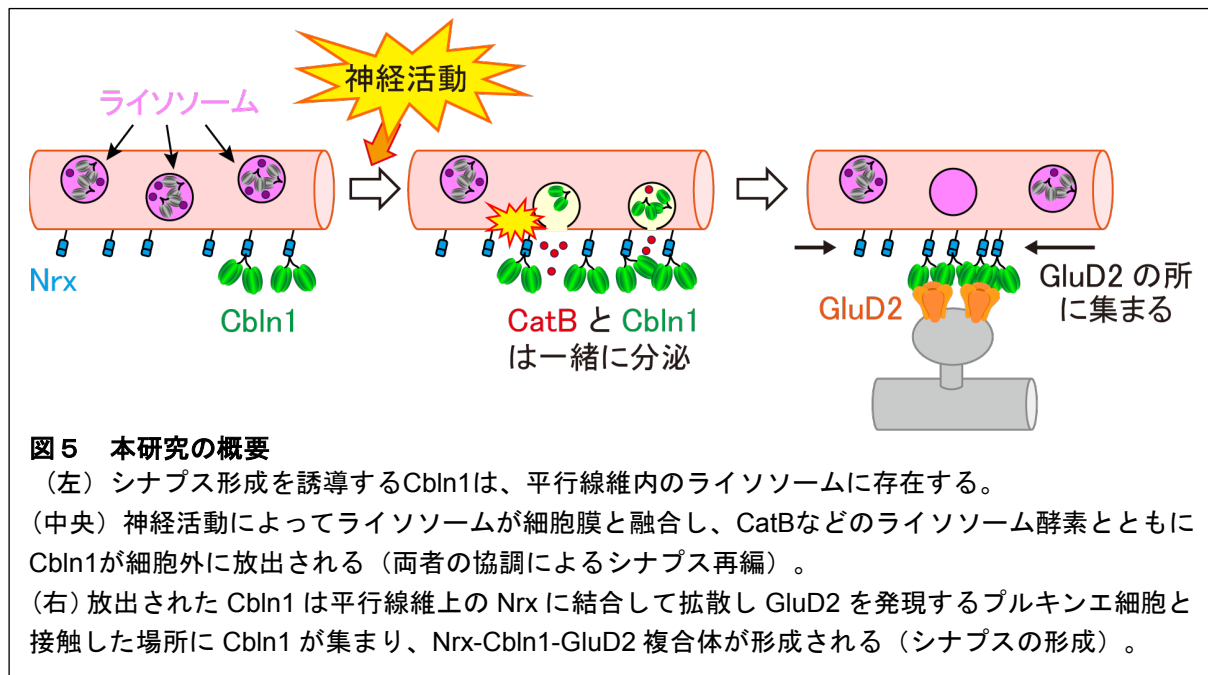 神経活動
ライソソーム
Nrx
Cbln1
CatB と Cbln1
は一緒に分泌
GluD2
GluD2 の所
に集まる
図５　本研究の概要
（左）シナプス形成を誘導するCbln1は、平行線維内のライソソームに存在する。
（中央）神経活動によってライソソームが細胞膜と融合し、CatBなどのライソソーム酵素とともに
Cbln1が細胞外に放出される（両者の協調によるシナプス再編）。
（右）放出された Cbln1 は平行線維上の Nrx に結合して拡散し GluD2 を発現するプルキンエ細胞と
接触した場所に Cbln1 が集まり、Nrx-Cbln1-GluD2 複合体が形成される（シナプスの形成）。